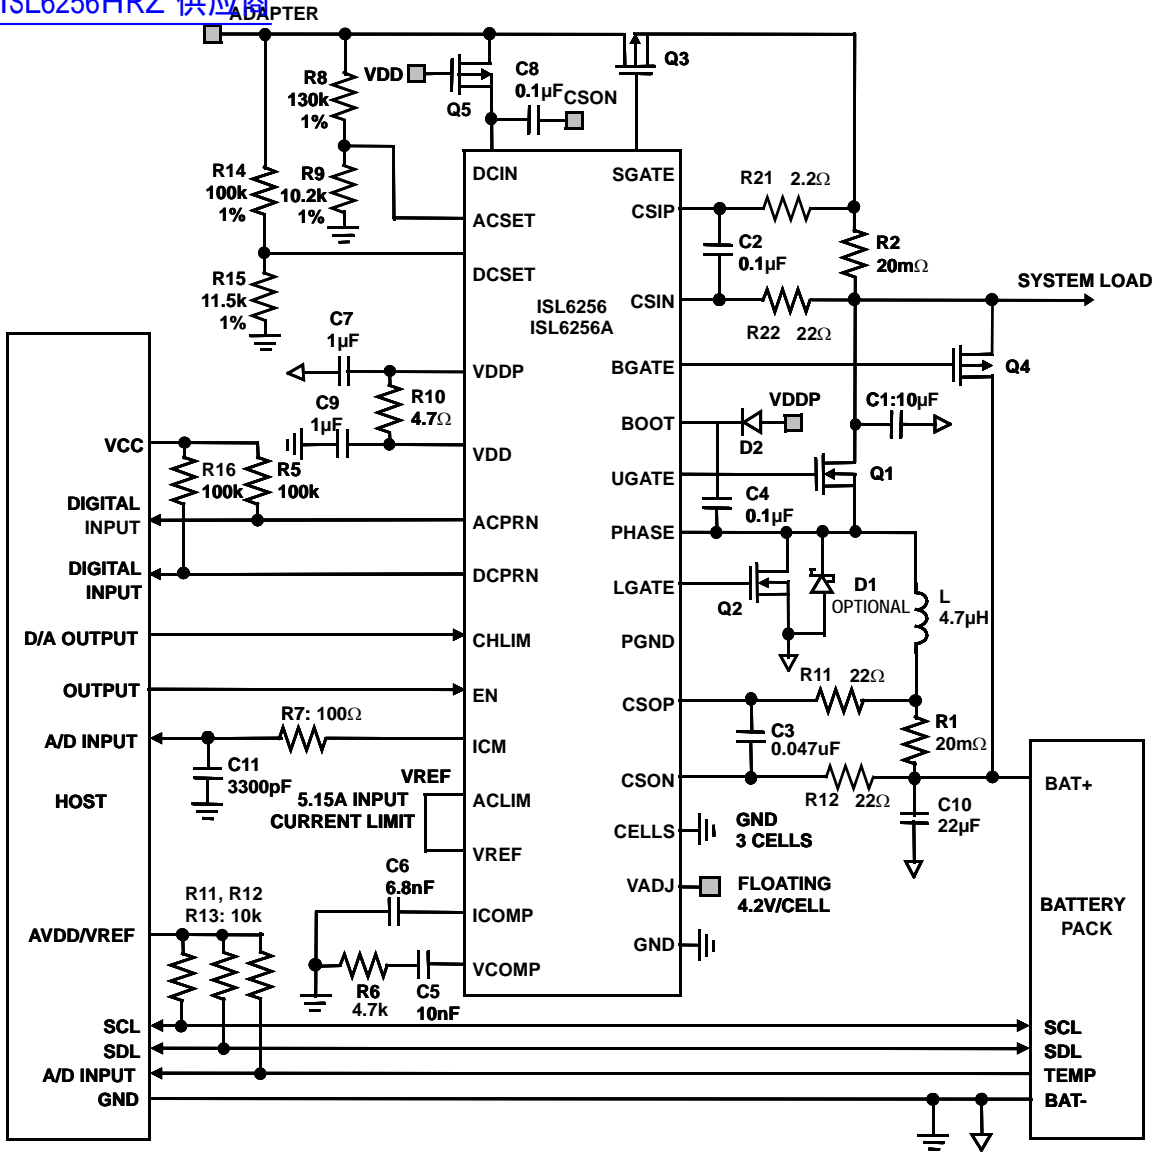 ISL6256HRZ 供应商
ADAPTER
R8
130k
1%
VDD
Q5
C8
0.1µF
CSON
Q3
R14
100k
1%
R9
10.2k
1%
R15
11.5k
1%
DCIN
ACSET
DCSET
SGATE
CSIP
CSIN
ISL6256
ISL6256A
R21 2.2Ω
C2
0.1µF
R2
20mΩ
R22 22Ω
SYSTEM LOAD
C7
1µF
VDDP
R10
4.7Ω
C9
1µF
VDD
BGATE
Q4
BOOT
VDDP
D2
C1:10µF
UGATE
Q1
C4
0.1µF
PHASE
VCC
R16
100k
R5
100k
DIGITAL
INPUT
ACPRN
DIGITAL
INPUT
DCPRN
LGATE
Q2
D1
OPTIONAL
L
4.7µH
PGND
D/A OUTPUT
CHLIM
OUTPUT
EN
R11 22Ω
CSOP
R7: 100Ω
A/D INPUT
ICM
C3
0.047uF
R1
20mΩ
C11
3300pF
CSON
R12 22Ω
BAT+
VREF
5.15A INPUT
CURRENT LIMIT
ACLIM
HOST
C10
22µF
CELLS
GND
3 CELLS
VREF
C6
6.8nF
VADJ
FLOATING
4.2V/CELL
R11, R12
R13: 10k
ICOMP
BATTERY
PACK
AVDD/VREF
GND
VCOMP
R6
4.7k
C5
10nF
SCL
SCL
SDL
SDL
A/D INPUT
TEMP
GND
BAT-